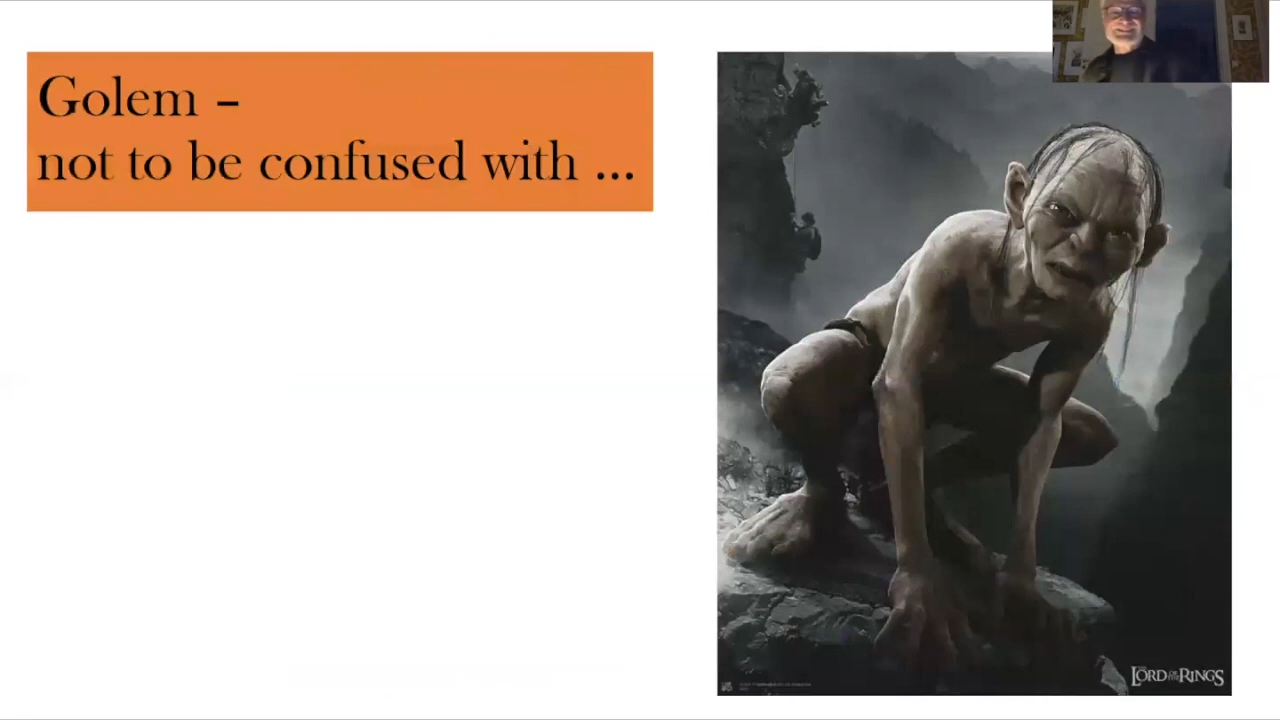 Golem –
not to be confused with ...
THE LORD OF THE RINGS